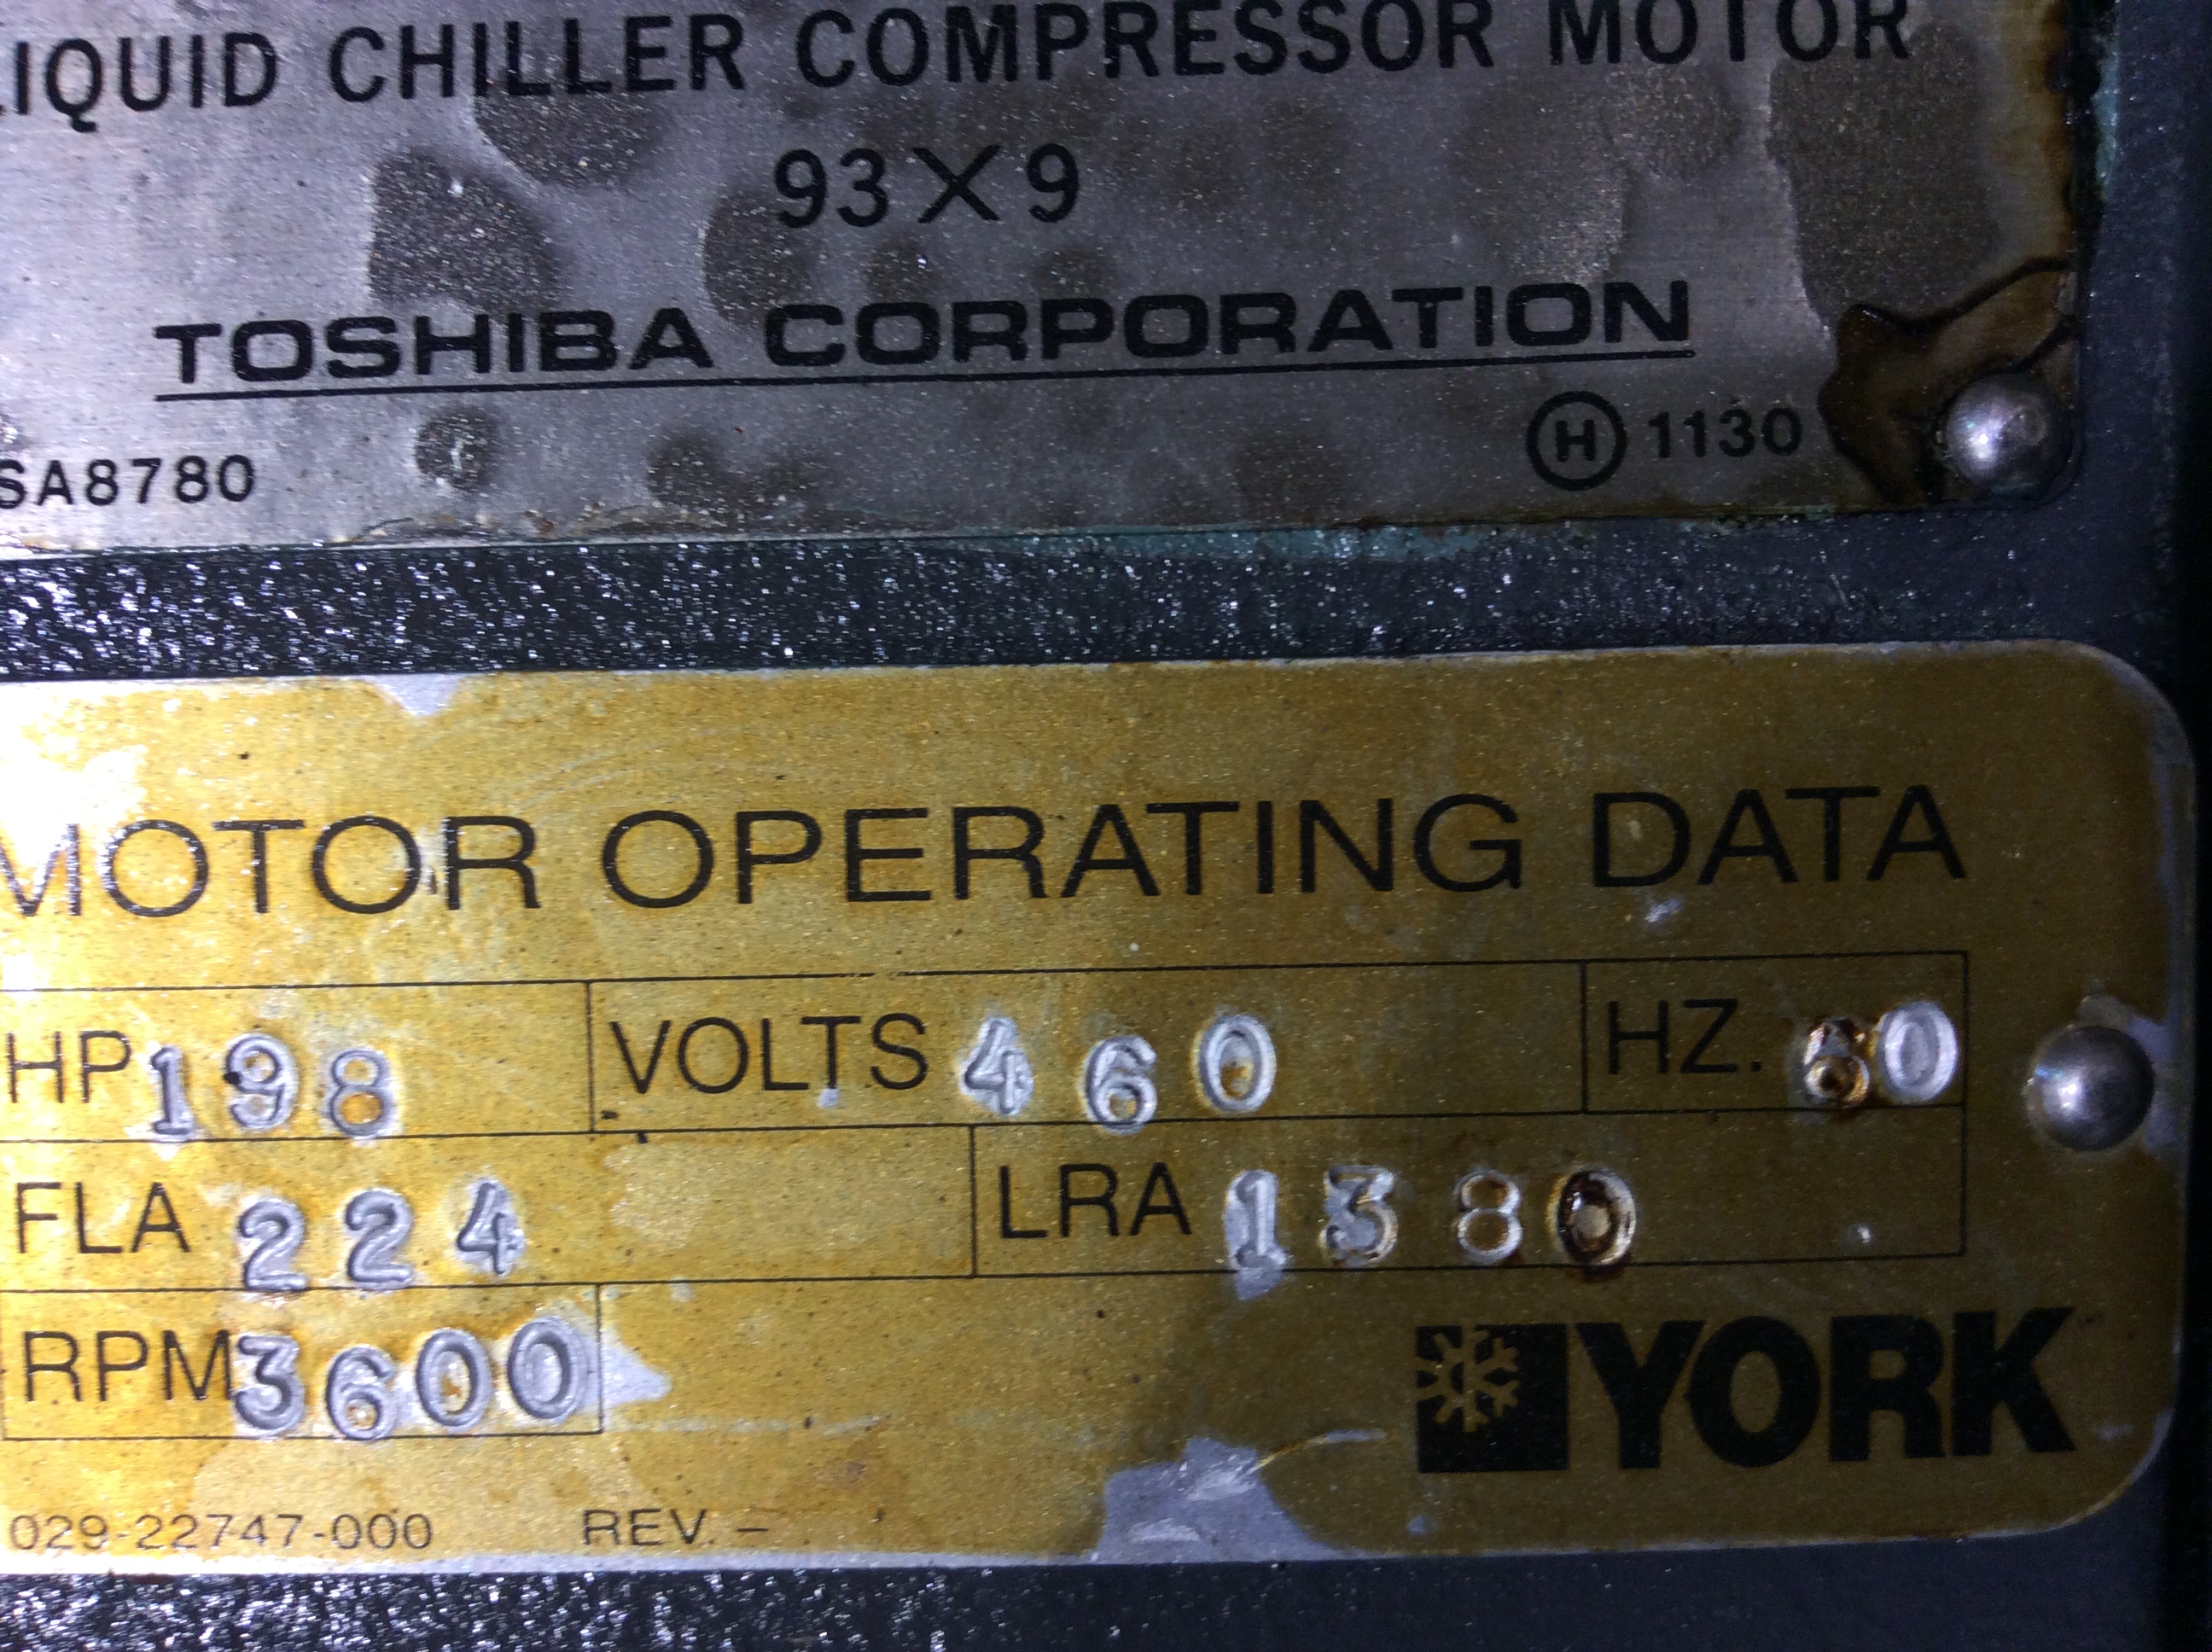 LIQUID CHILLER COMPRESSOR MOTOR
93X9
TOSHIBA CORPORATION
SA8780 H 1130
MOTOR OPERATING DATA
HP 198 VOLTS 460 HZ. 60
FLA 224 LRA 1380
RPM 3600
YORK
029-22747-000 REV. –